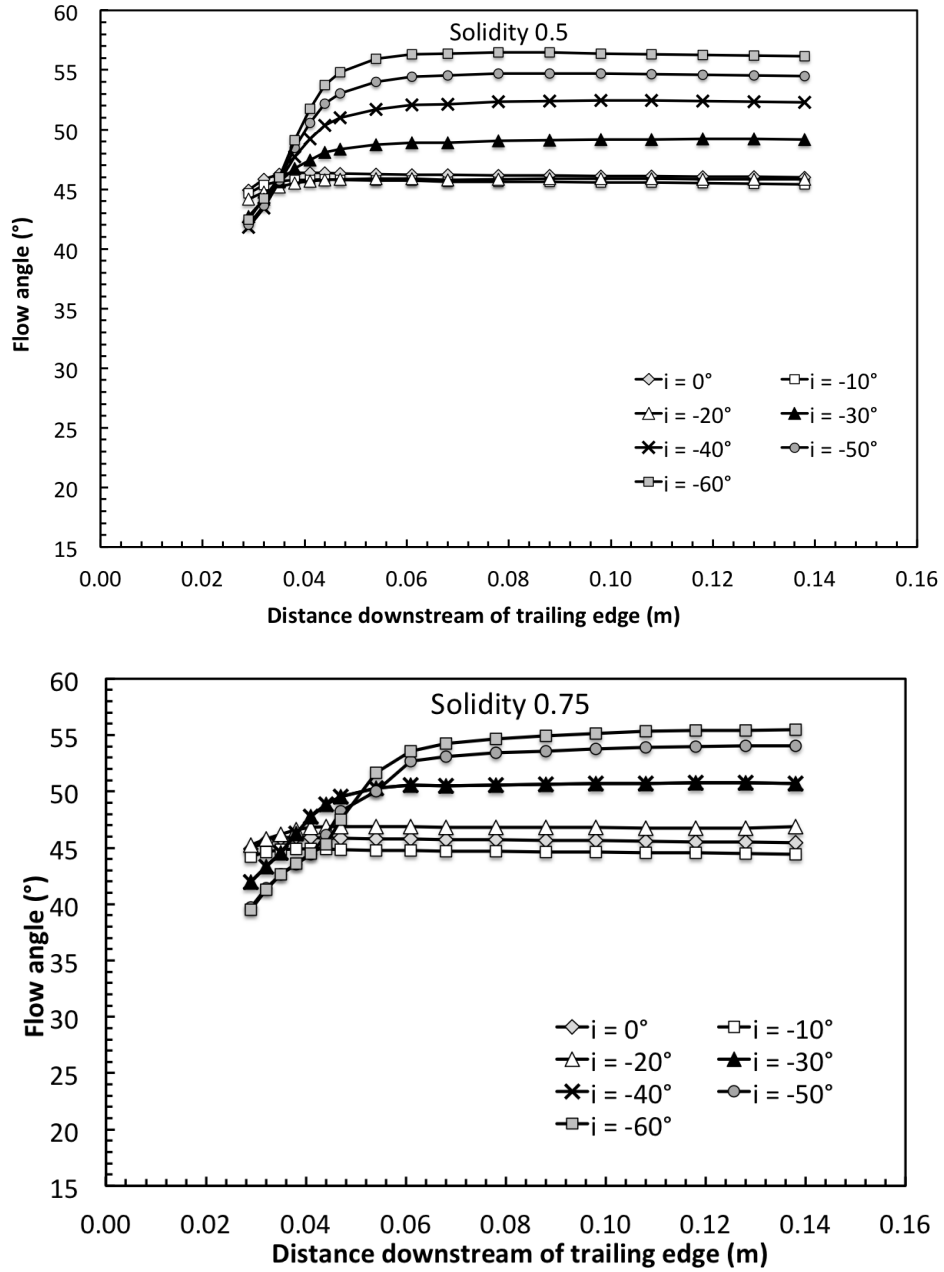 Solidity 0.5
60
55
50
45
40
35
30
25
20
15
Flow angle (°)
i = 0° i = -10°
i = -20° i = -30°
i = -40° i = -50°
i = -60°
0.00 0.02 0.04 0.06 0.08 0.10 0.12 0.14 0.16
Distance downstream of trailing edge (m)
Solidity 0.75
60
55
50
45
40
35
30
25
20
15
Flow angle (°)
i = 0° i = -10°
i = -20° i = -30°
i = -40° i = -50°
i = -60°
0.00 0.02 0.04 0.06 0.08 0.10 0.12 0.14 0.16
Distance downstream of trailing edge (m)